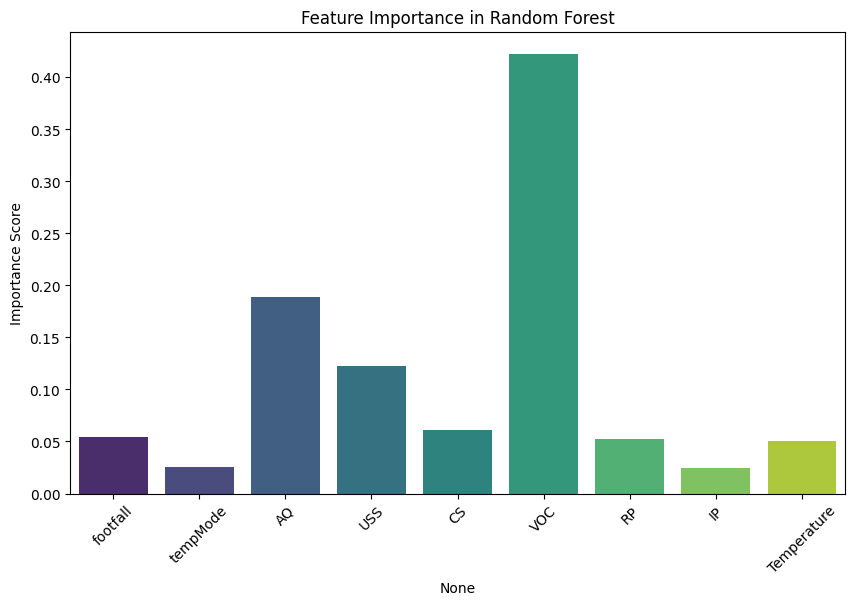 Feature Importance in Random Forest
Importance Score
0.40
0.35
0.30
0.25
0.20
0.15
0.10
0.05
0.00
footfall
tempMode
AQ
USS
CS
VOC
RP
IP
Temperature
None